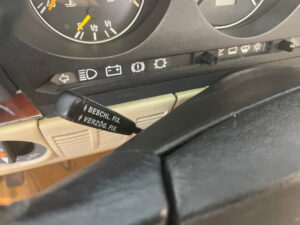 BESCHL. FIX.
VERZÖG. FIX.